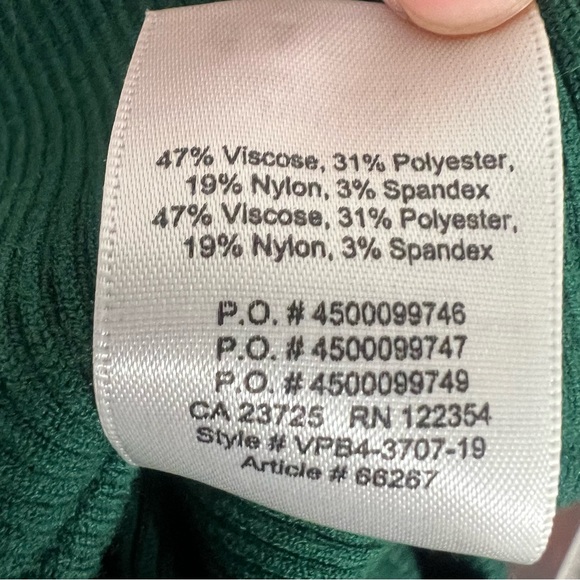 47% Viscose, 31% Polyester,
19% Nylon, 3% Spandex
47% Viscose, 31% Polyester,
19% Nylon, 3% Spandex
P.O. # 4500099746
P.O. # 4500099747
P.O. # 4500099749
CA 23725 RN 122354
Style # VPB4-3707-19
Article # 66267